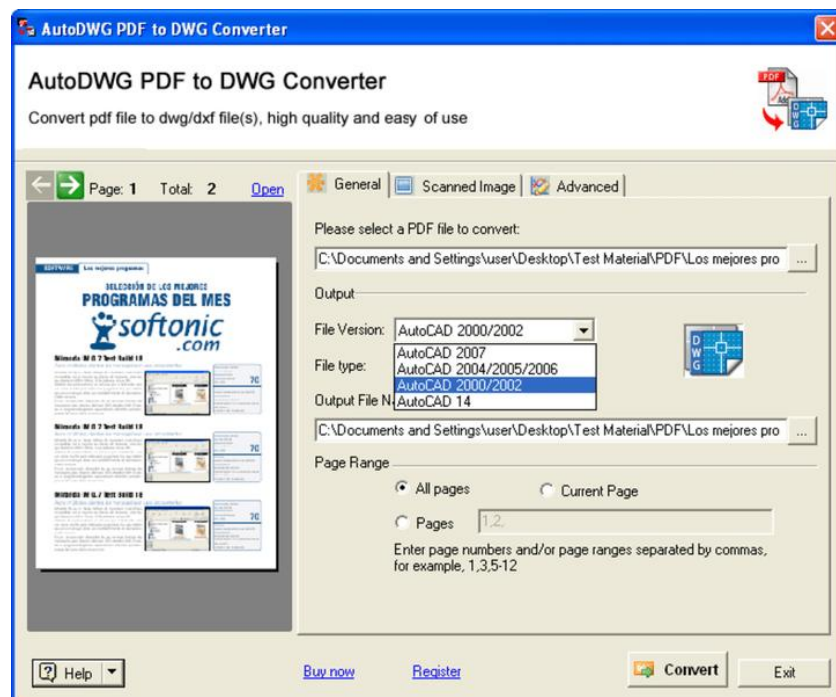 AutoDWG PDF to DWG Converter
AutoDWG PDF to DWG Converter
Convert pdf file to dwg/dxf file(s), high quality and easy of use
PDF
DWG
Page: 1 Total: 2 Open
General Scanned Image Advanced
Please select a PDF file to convert:
C:\Documents and Settings\user\Desktop\Test Material\PDF\Los mejores pro ...
Output
File Version: AutoCAD 2000/2002
AutoCAD 2007
File type: AutoCAD 2004/2005/2006
AutoCAD 2000/2002
Output File N AutoCAD 14
DWG
C:\Documents and Settings\user\Desktop\Test Material\PDF\Los mejores pro ...
Page Range
All pages Current Page
Pages 1,2,
Enter page numbers and/or page ranges separated by commas,
for example, 1,3,5-12
Los mejores programas
SELECCIÓN DE LOS MEJORES
PROGRAMAS DEL MES
softonic
.com
Help Buy now Register Convert Exit